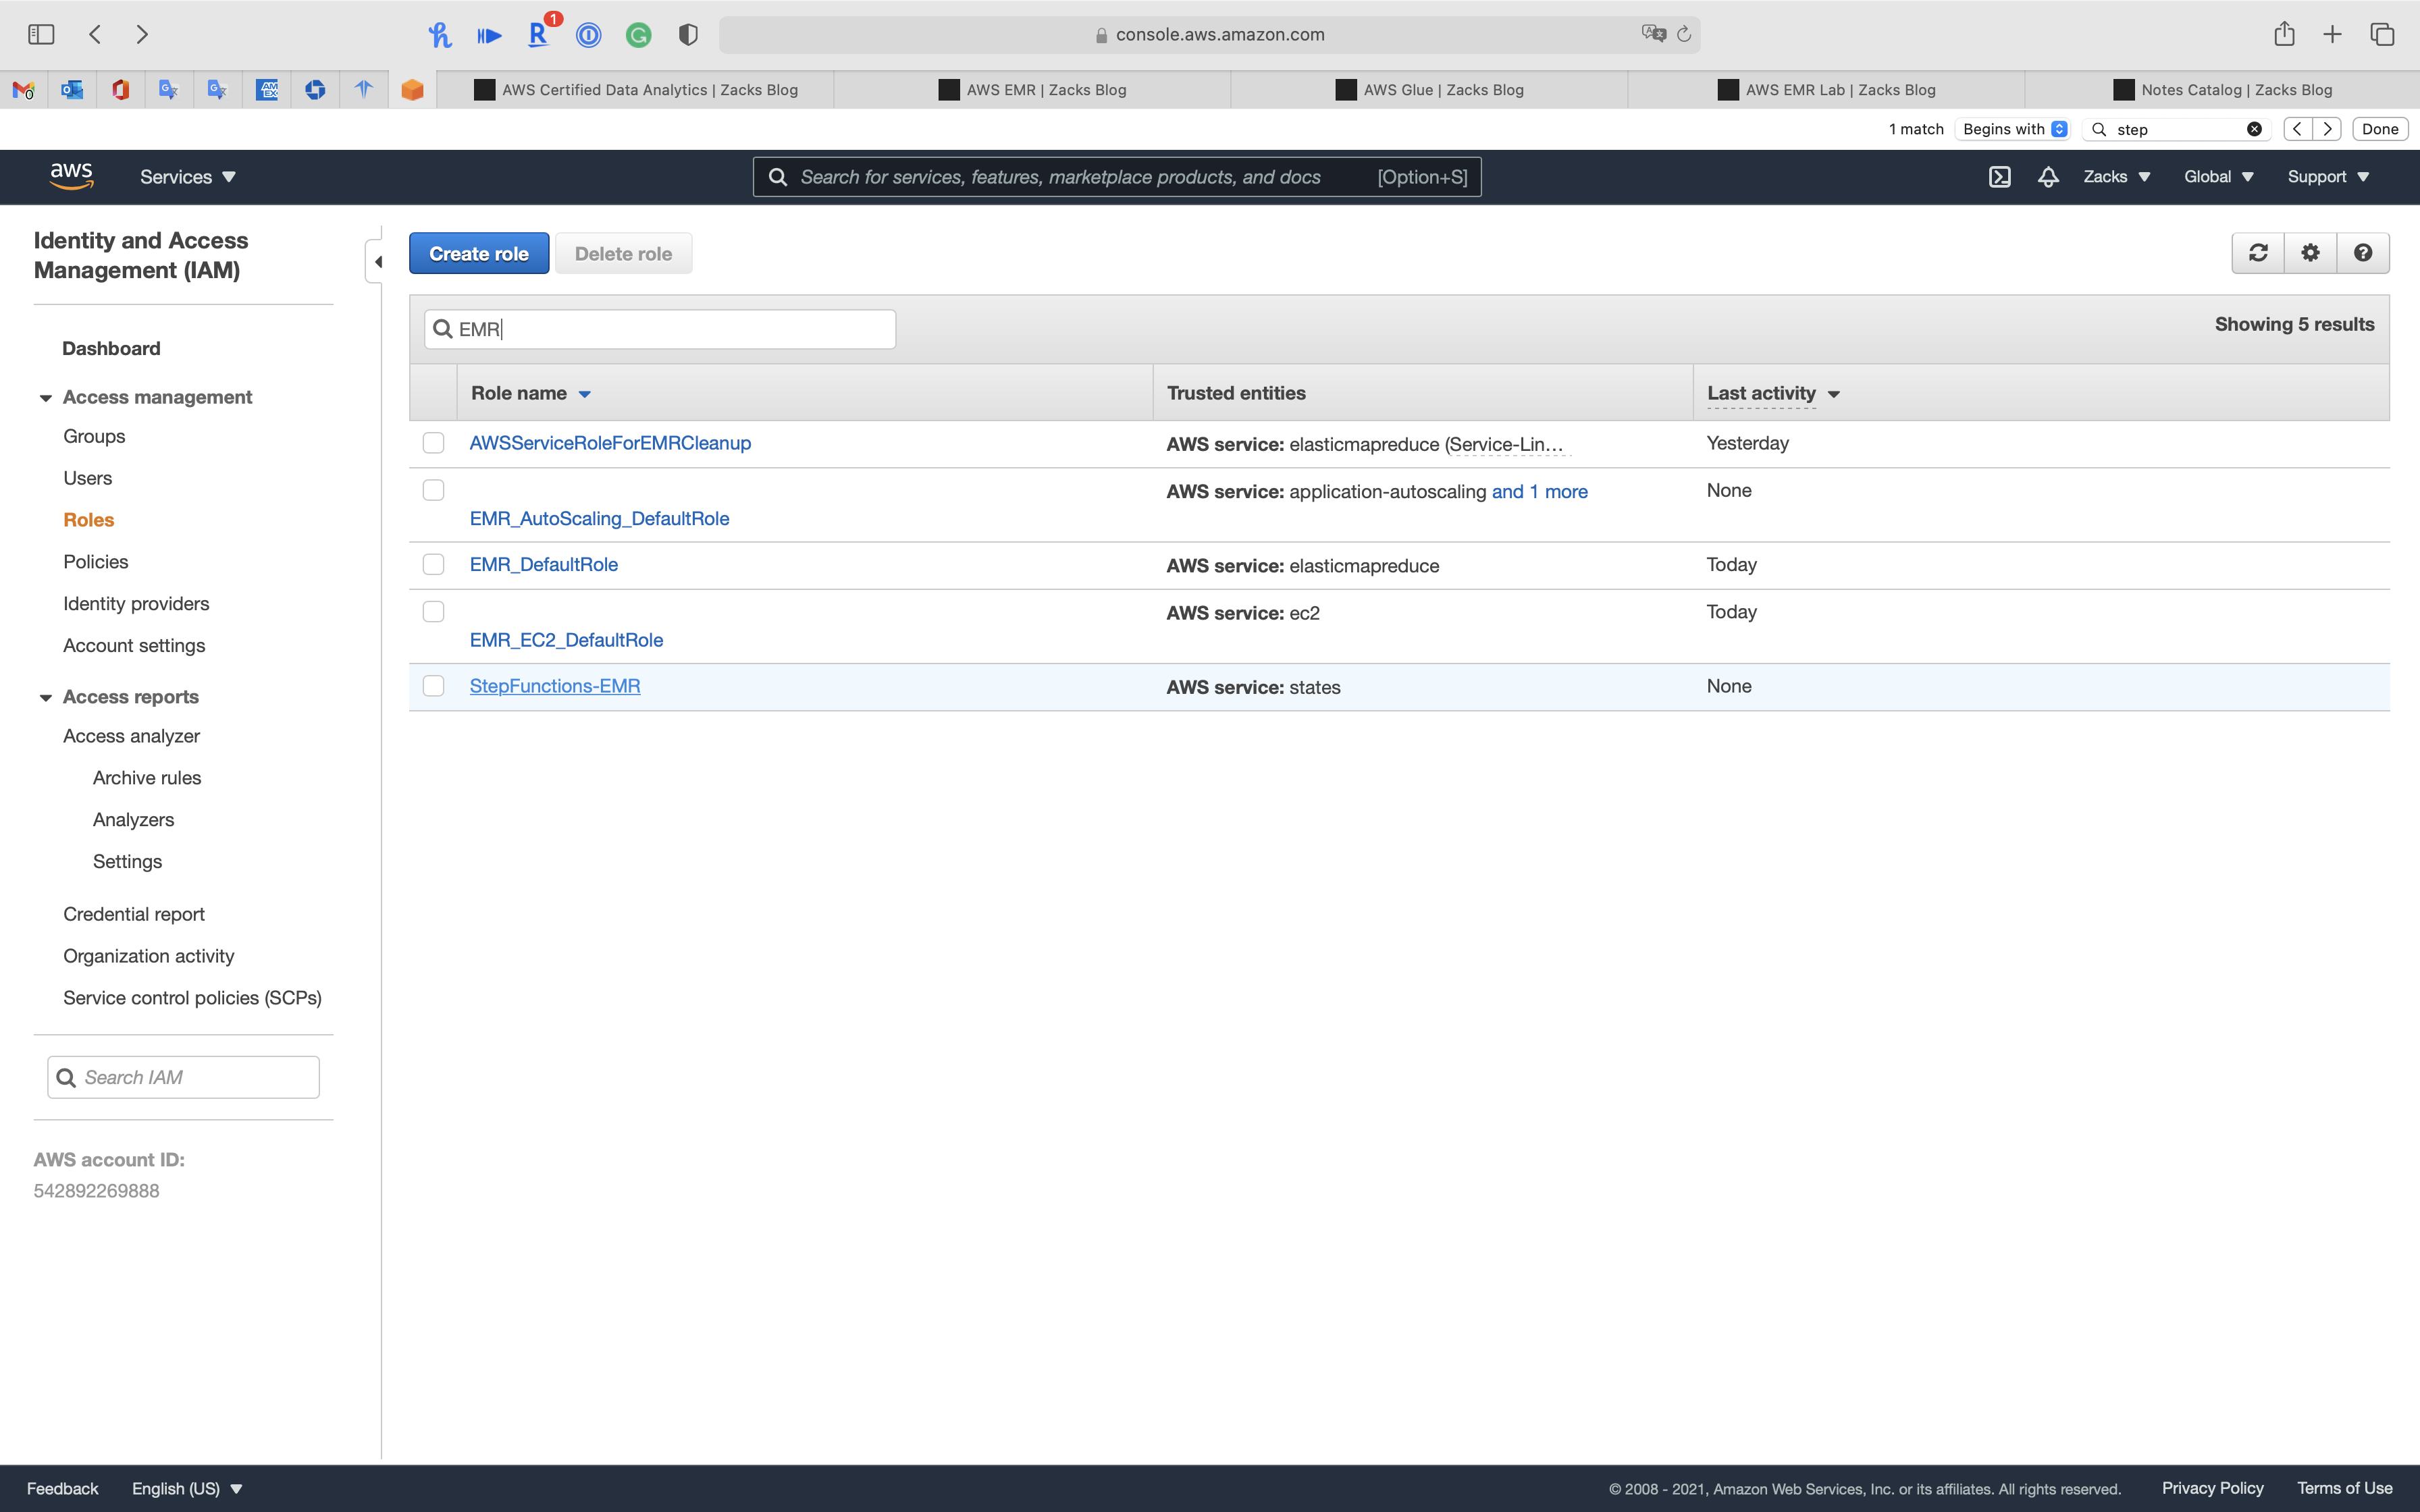 1
console.aws.amazon.com
AWS Certified Data Analytics | Zacks Blog
AWS EMR | Zacks Blog
AWS Glue | Zacks Blog
AWS EMR Lab | Zacks Blog
Notes Catalog | Zacks Blog
1 match
Begins with
step
Done
aws
Services
Search for services, features, marketplace products, and docs
[Option+S]
Zacks
Global
Support
Identity and Access
Management (IAM)
Dashboard
Access management
Groups
Users
Roles
Policies
Identity providers
Account settings
Access reports
Access analyzer
Archive rules
Analyzers
Settings
Credential report
Organization activity
Service control policies (SCPs)
Search IAM
AWS account ID:
542892269888
Create role
Delete role
EMR
Showing 5 results
Role name
Trusted entities
Last activity
AWSServiceRoleForEMRCleanup
AWS service: elasticmapreduce (Service-Lin...
Yesterday
EMR_AutoScaling_DefaultRole
AWS service: application-autoscaling and 1 more
None
EMR_DefaultRole
AWS service: elasticmapreduce
Today
EMR_EC2_DefaultRole
AWS service: ec2
Today
StepFunctions-EMR
AWS service: states
None
Feedback
English (US)
© 2008 - 2021, Amazon Web Services, Inc. or its affiliates. All rights reserved.
Privacy Policy
Terms of Use